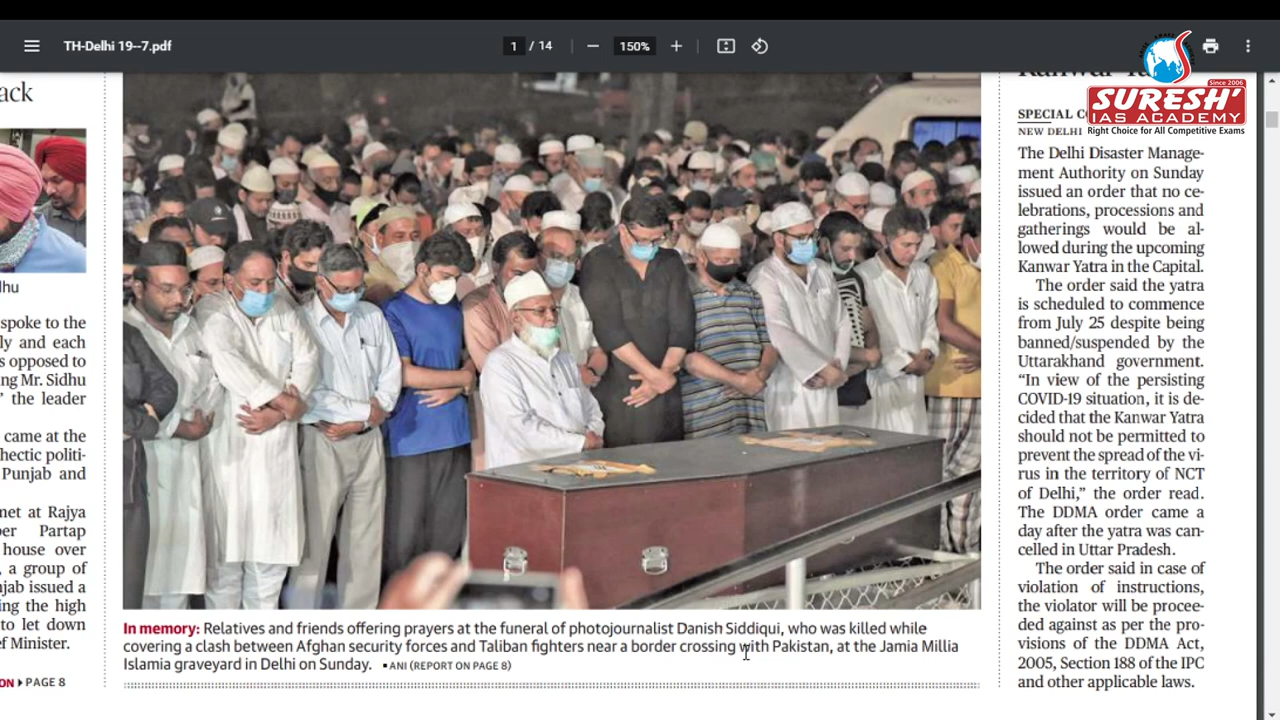 TH-Delhi 19--7.pdf
1 / 14
150%
SURESH'
Since 2006
IAS ACADEMY
Right Choice for All Competitive Exams
ack
hu
spoke to the
ly and each
s opposed to
ng Mr. Sidhu
” the leader
came at the
hectic politi-
Punjab and
met at Rajya
er Partap
house over
, a group of
njab issued a
ing the high
to let down
ef Minister.
ON PAGE 8
In memory: Relatives and friends offering prayers at the funeral of photojournalist Danish Siddiqui, who was killed while
covering a clash between Afghan security forces and Taliban fighters near a border crossing with Pakistan, at the Jamia Millia
Islamia graveyard in Delhi on Sunday. • ANI (REPORT ON PAGE 8)
SPECIAL CO
NEW DELHI
The Delhi Disaster Manage-
ment Authority on Sunday
issued an order that no ce-
lebrations, processions and
gatherings would be al-
lowed during the upcoming
Kanwar Yatra in the Capital.
The order said the yatra
is scheduled to commence
from July 25 despite being
banned/suspended by the
Uttarakhand government.
“In view of the persisting
COVID-19 situation, it is de-
cided that the Kanwar Yatra
should not be permitted to
prevent the spread of the vi-
rus in the territory of NCT
of Delhi,” the order read.
The DDMA order came a
day after the yatra was can-
celled in Uttar Pradesh.
The order said in case of
violation of instructions,
the violator will be procee-
ded against as per the pro-
visions of the DDMA Act,
2005, Section 188 of the IPC
and other applicable laws.